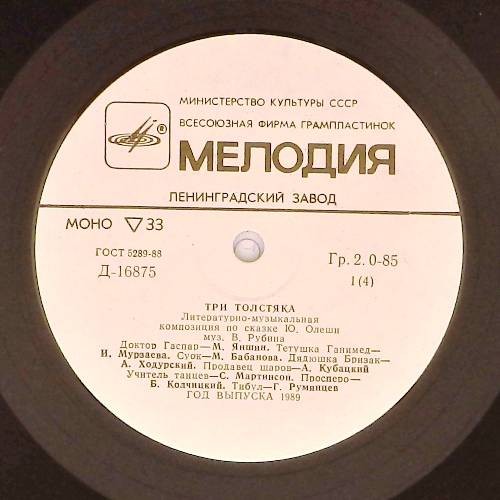 МИНИСТЕРСТВО КУЛЬТУРЫ СССР
ВСЕСОЮЗНАЯ ФИРМА ГРАМПЛАСТИНОК
®
МЕЛОДИЯ
ЛЕНИНГРАДСКИЙ ЗАВОД
МОНО ▽ 33
ГОСТ 5289-88
Д-16875
Гр. 2. 0-85
1 (4)
ТРИ ТОЛСТЯКА
Литературно-музыкальная
композиция по сказке Ю. Олеши
муз. В. Рубина
Доктор Гаспар— М. Яншин. Тетушка Ганимед—
И. Мурзаева. Суок—М. Бабанова. Дядюшка Бризак—
А. Ходурский. Продавец шаров—А. Кубацкий
Учитель танцев—С. Мартинсон. Просперо—
Б. Колчицкий. Тибул—Г. Румянцев
ГОД ВЫПУСКА 1989